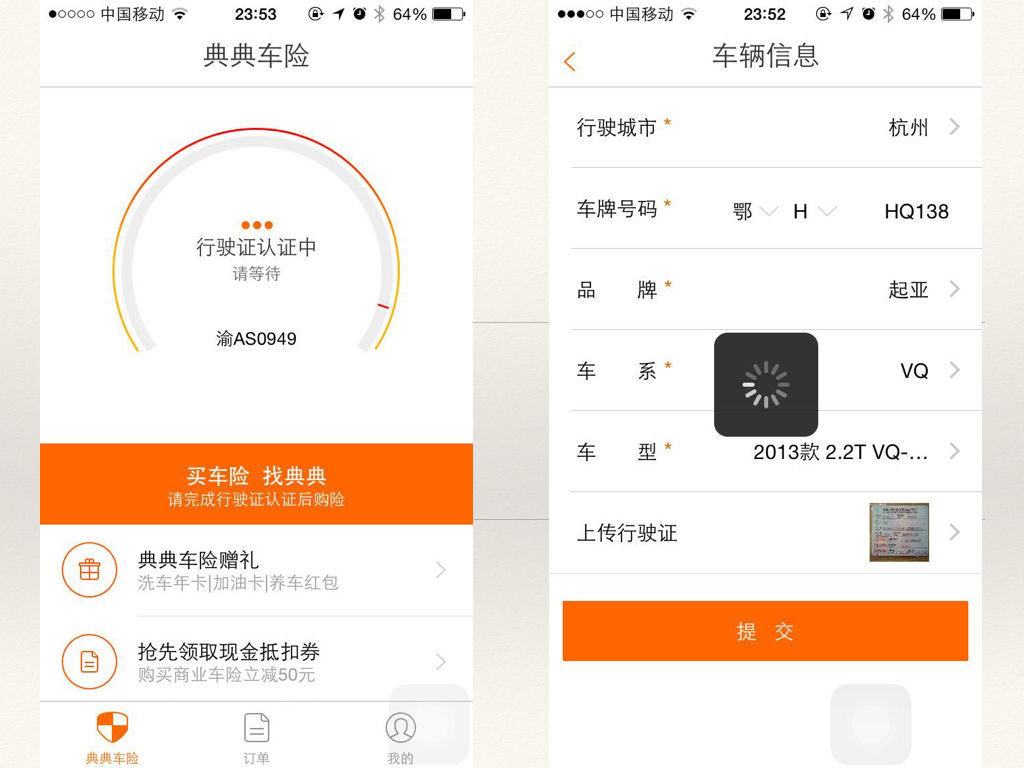 中国移动 23:53 64%
典典车险
行驶证认证中
请等待
渝AS0949
买车险 找典典
请完成行驶证认证后购险
典典车险赠礼
洗车年卡|加油卡|养车红包
抢先领取现金抵扣券
购买商业车险立减50元
典典车险 订单 我的
中国移动 23:52 64%
车辆信息
行驶城市* 杭州
车牌号码* 鄂 H HQ138
品 牌* 起亚
车 系* VQ
车 型* 2013款 2.2T VQ-...
上传行驶证
提 交